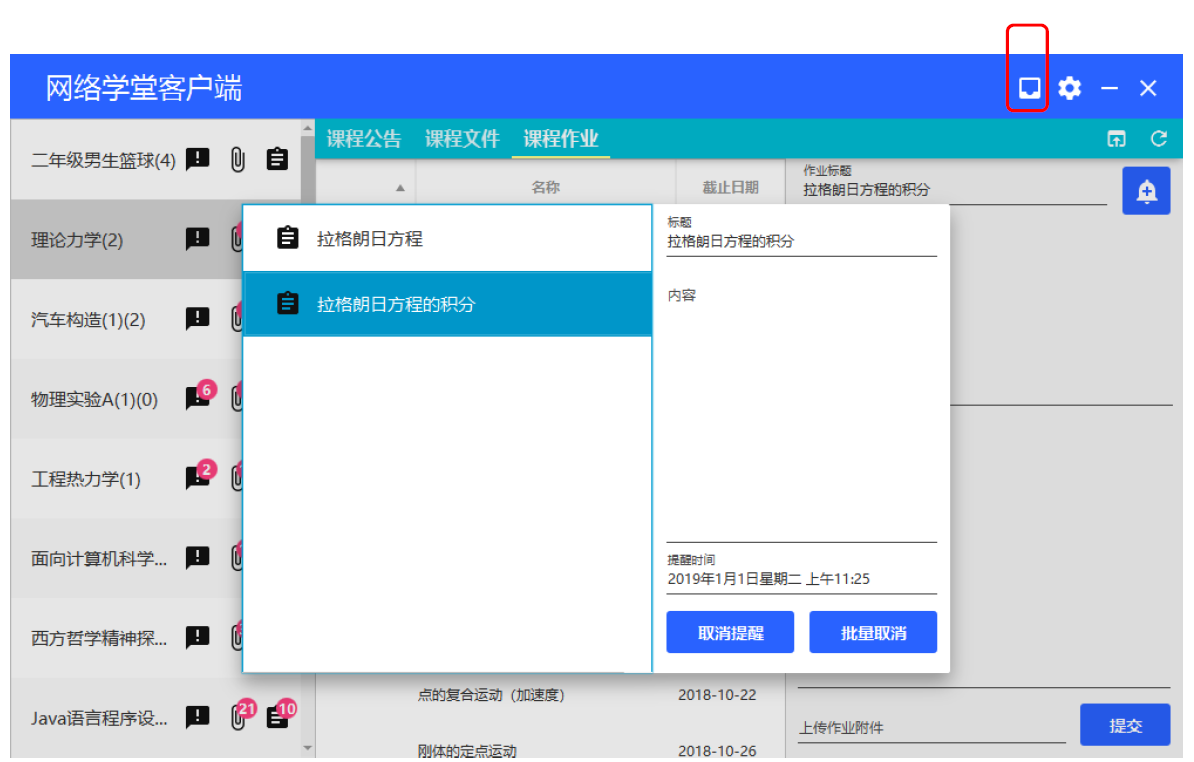 网络学堂客户端
二年级男生篮球(4)
理论力学(2)
汽车构造(1)(2)
物理实验A(1)(0)
6
工程热力学(1)
2
面向计算机科学...
西方哲学精神探...
Java语言程序设...
21
10
课程公告 课程文件 课程作业
名称 截止日期
作业标题
拉格朗日方程的积分
拉格朗日方程
拉格朗日方程的积分
标题
拉格朗日方程的积分
内容
提醒时间
2019年1月1日星期二 上午11:25
取消提醒 批量取消
点的复合运动（加速度） 2018-10-22
刚体的定点运动 2018-10-26
上传作业附件
提交